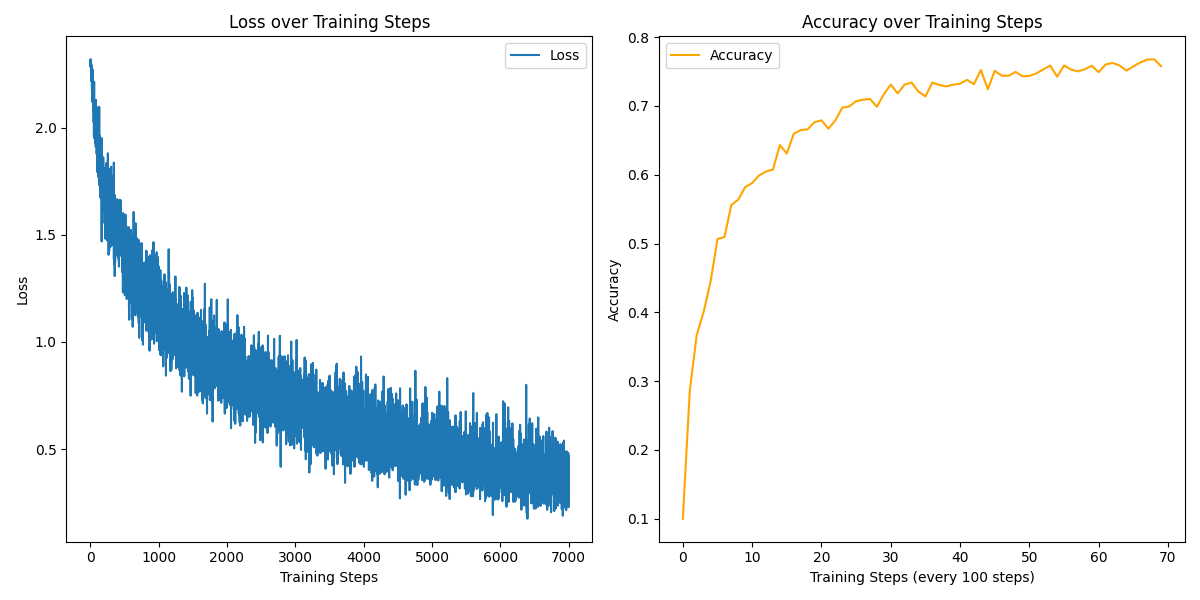 Loss over Training Steps
Loss
2.0
1.5
1.0
0.5
Loss
0 1000 2000 3000 4000 5000 6000 7000
Training Steps
Accuracy over Training Steps
Accuracy
0.8
0.7
0.6
0.5
0.4
0.3
0.2
0.1
Accuracy
0 10 20 30 40 50 60 70
Training Steps (every 100 steps)